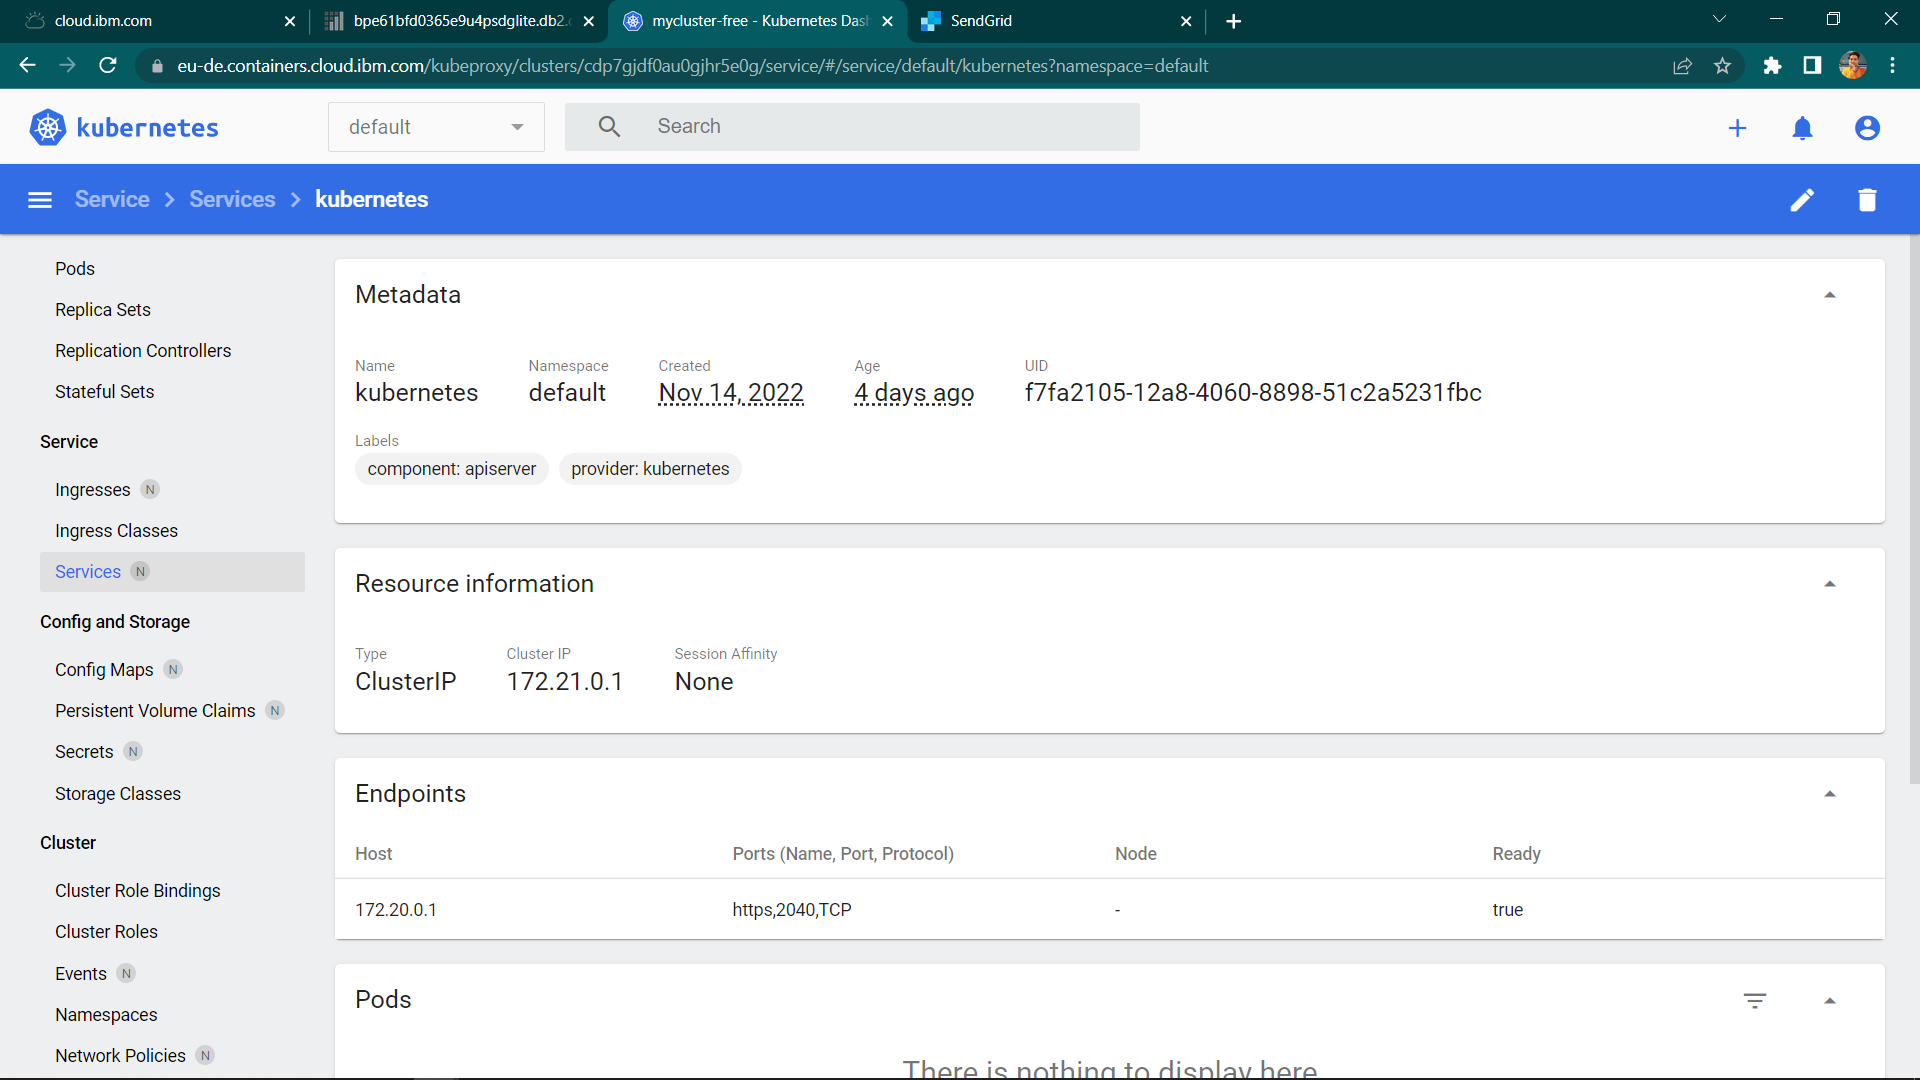 cloud.ibm.com
bpe61bfd0365e9u4psdglite.db2.
mycluster-free - Kubernetes Dash
SendGrid
eu-de.containers.cloud.ibm.com/kubeproxy/clusters/cdp7gjdf0au0gjhr5e0g/service/#/service/default/kubernetes?namespace=default
kubernetes
default
Search
Service
Services
kubernetes
Pods
Replica Sets
Replication Controllers
Stateful Sets
Service
Ingresses N
Ingress Classes
Services N
Config and Storage
Config Maps N
Persistent Volume Claims N
Secrets N
Storage Classes
Cluster
Cluster Role Bindings
Cluster Roles
Events N
Namespaces
Network Policies N
Metadata
Name Namespace Created Age UID
kubernetes default Nov 14, 2022 4 days ago f7fa2105-12a8-4060-8898-51c2a5231fbc
Labels
component: apiserver provider: kubernetes
Resource information
Type Cluster IP Session Affinity
ClusterIP 172.21.0.1 None
Endpoints
Host Ports (Name, Port, Protocol) Node Ready
172.20.0.1 https,2040,TCP - true
Pods
There is nothing to display here